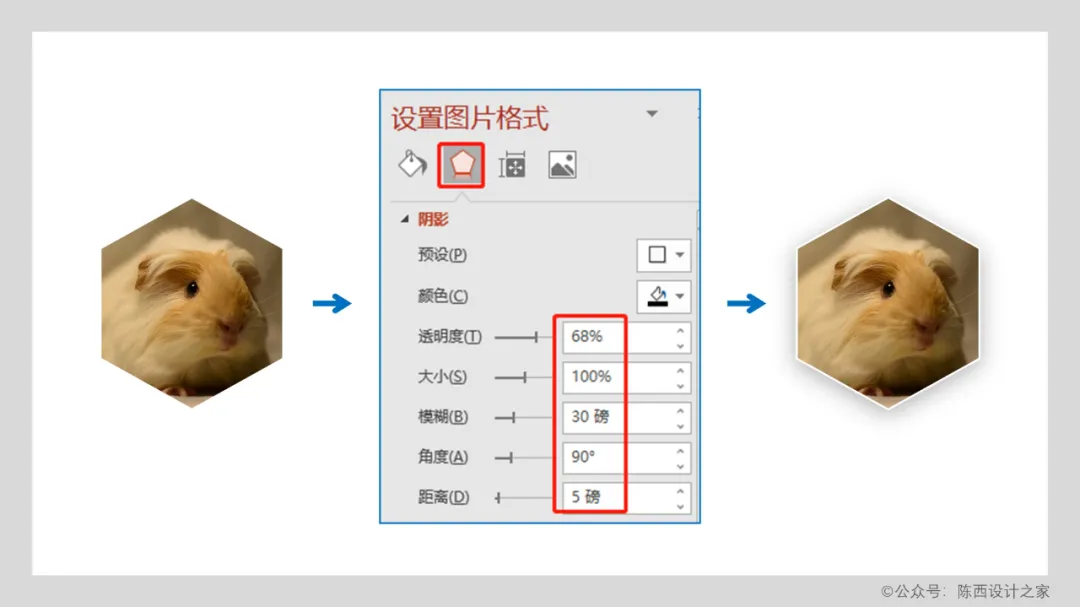 设置图片格式
阴影
预设(P)
颜色(C)
透明度(T) 68%
大小(S) 100%
模糊(B) 30 磅
角度(A) 90°
距离(D) 5 磅
©公众号：陈西设计之家